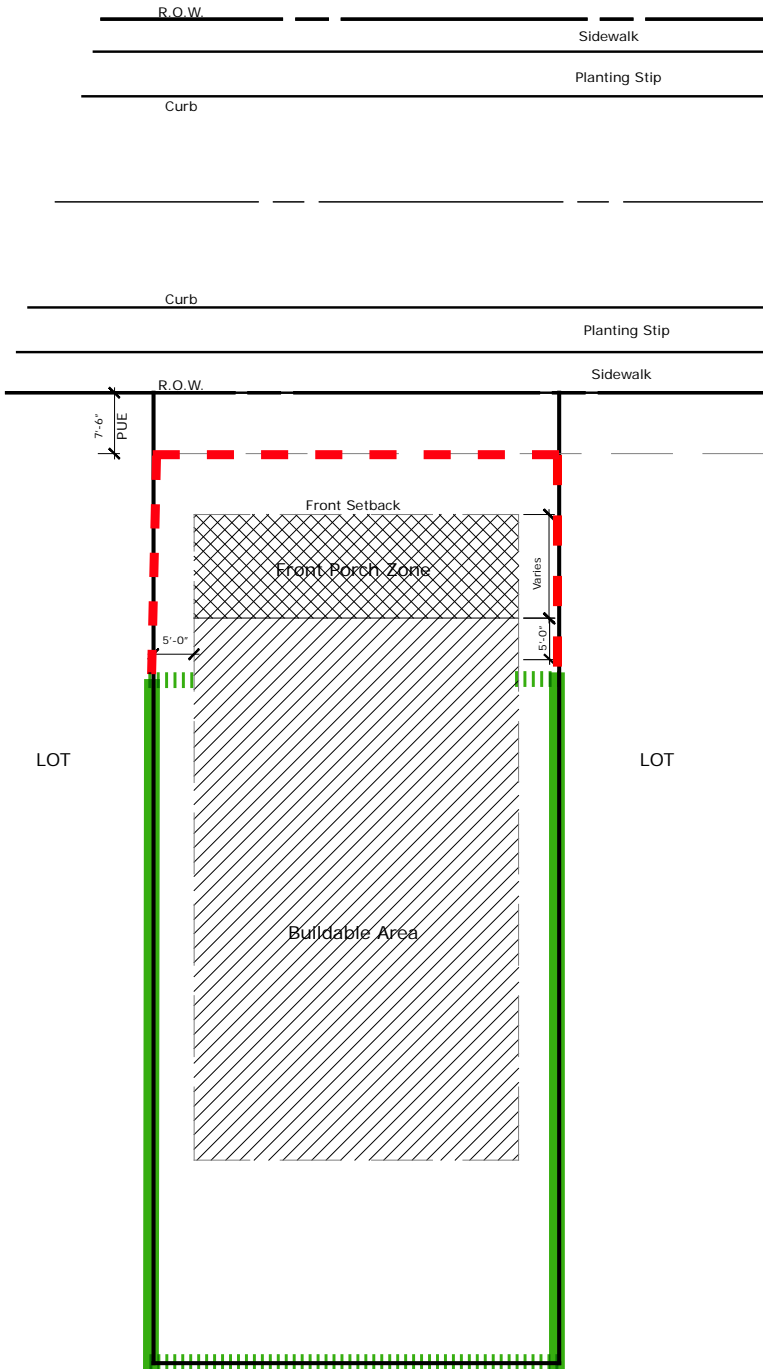 R.O.W.
Sidewalk
Planting Stip
Curb
Curb
Planting Stip
Sidewalk
R.O.W.
7'-6"
PUE
Front Setback
Front Porch Zone
Varies
5'-0"
5'-0"
LOT
LOT
Buildable Area